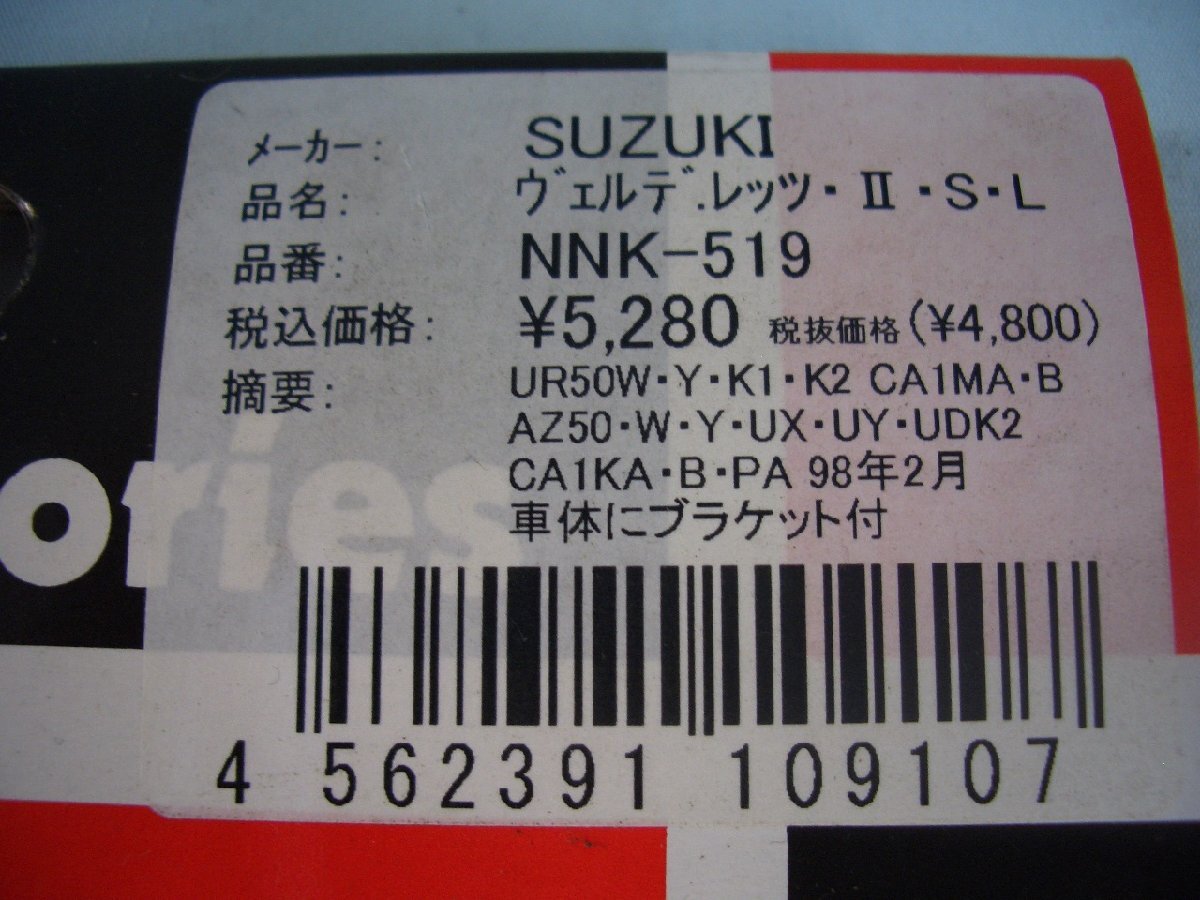 メーカー: SUZUKI
品名: ヴェルデ.レッツ・Ⅱ・S・L
品番: NNK-519
税込価格: ¥5,280 税抜価格(¥4,800)
摘要: UR50W・Y・K1・K2 CA1MA・B
AZ50・W・Y・UX・UY・UDK2
CA1KA・B・PA 98年2月
車体にブラケット付
ories
4 562391 109107